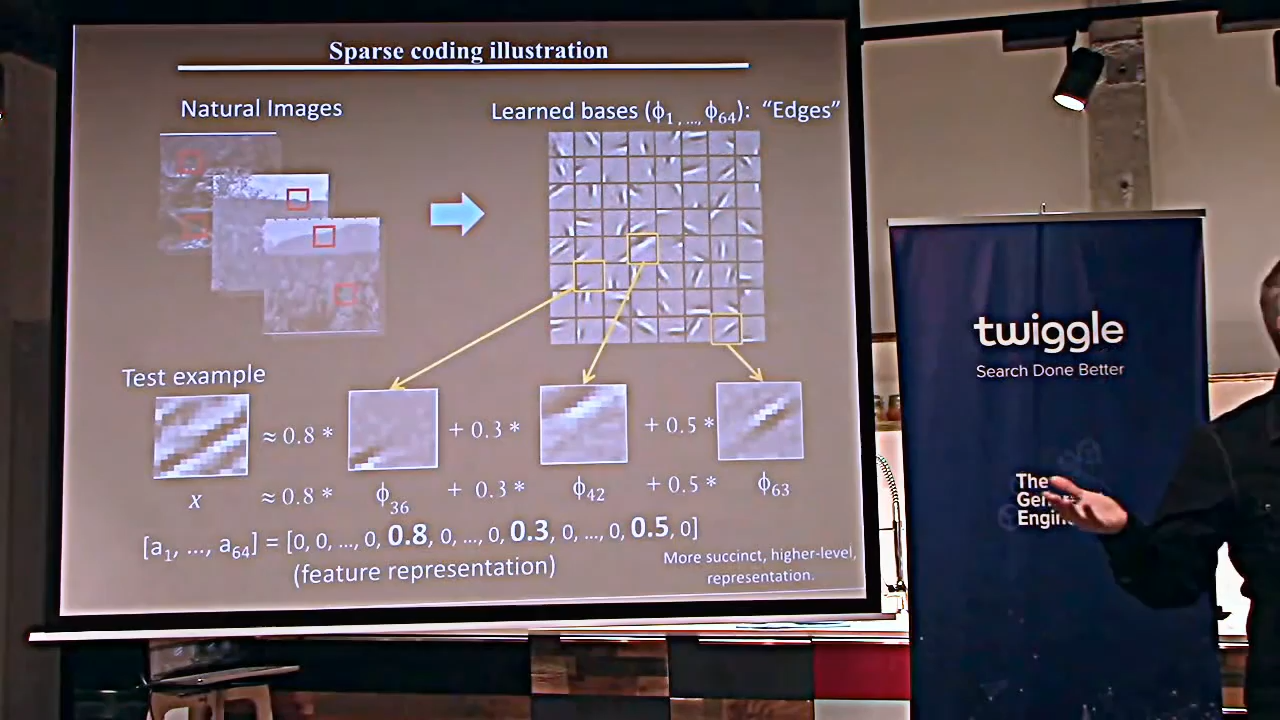 Sparse coding illustration
Natural Images
Learned bases (ϕ1 , …, ϕ64): “Edges”
Test example
≈ 0.8 * + 0.3 * + 0.5 *
x ≈ 0.8 * ϕ36 + 0.3 * ϕ42 + 0.5 * ϕ63
[a1, …, a64] = [0, 0, …, 0, 0.8, 0, …, 0, 0.3, 0, …, 0, 0.5, 0]
(feature representation)
More succinct, higher-level,
representation.
twiggle
Search Done Better
The